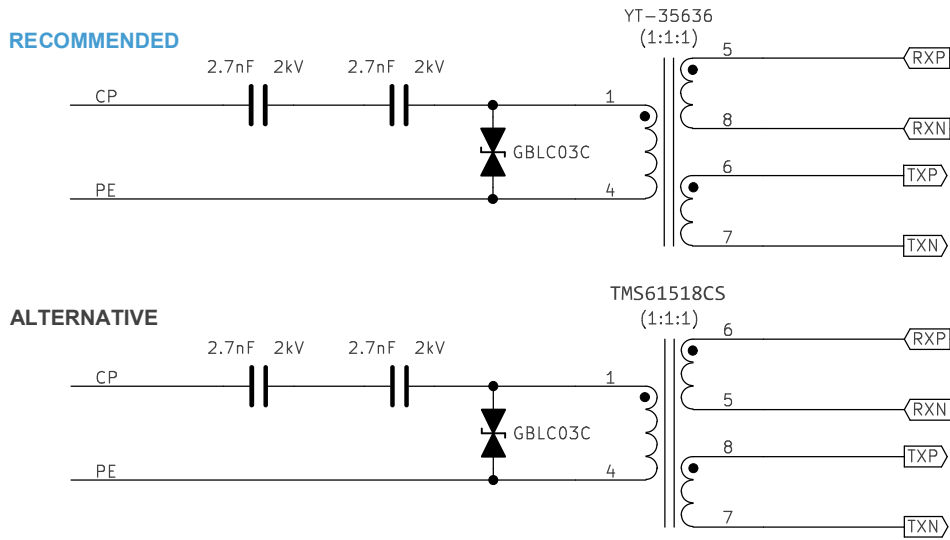 YT-35636
(1:1:1)
RECOMMENDED
2.7nF 2kV 2.7nF 2kV
5 RXP
CP 1
8 RXN
GBLC03C
6 TXP
PE 4
7 TXN
TMS61518CS
(1:1:1)
ALTERNATIVE
2.7nF 2kV 2.7nF 2kV
6 RXP
CP 1
5 RXN
GBLC03C
8 TXP
PE 4
7 TXN